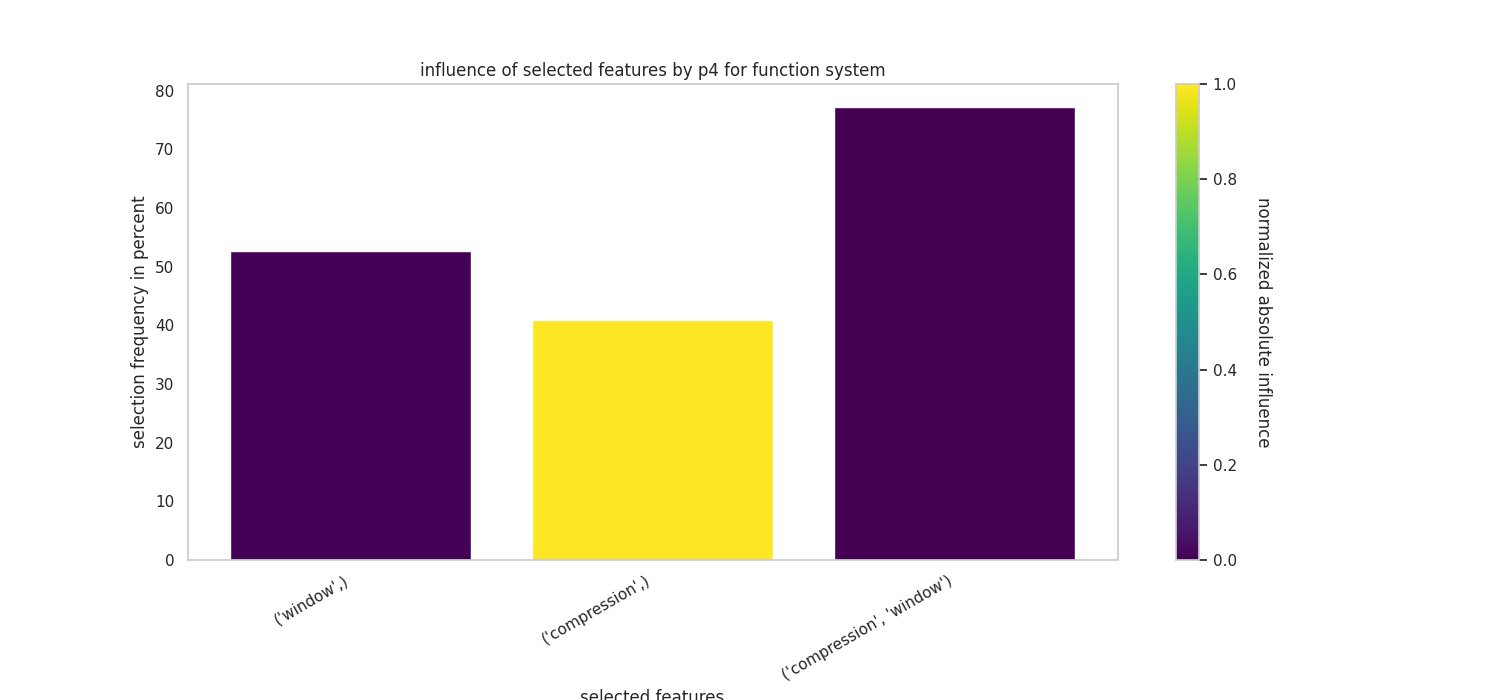 influence of selected features by p4 for function system
80
70
60
50
40
30
20
10
0
selection frequency in percent
('window',)
('compression',)
('compression', 'window')
selected features
1.0
0.8
0.6
0.4
0.2
0.0
normalized absolute influence